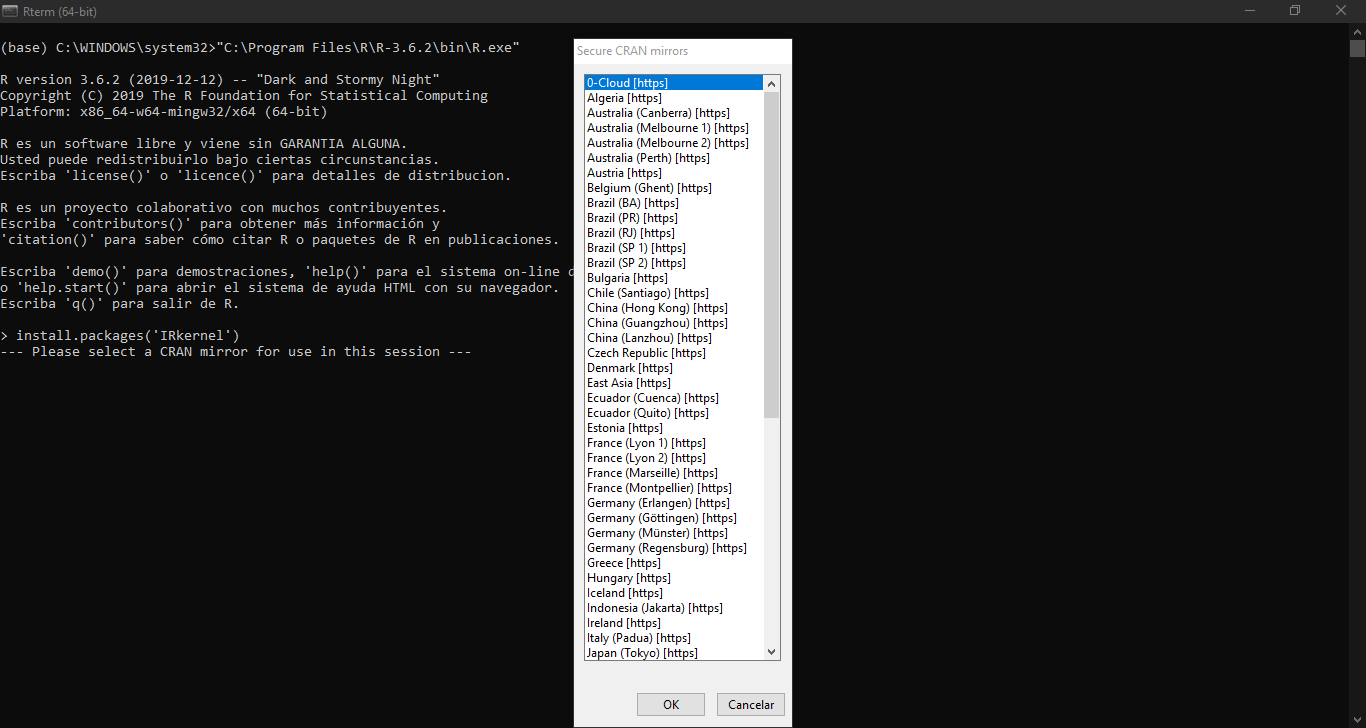 Rterm (64-bit)
(base) C:\WINDOWS\system32>"C:\Program Files\R\R-3.6.2\bin\R.exe"
R version 3.6.2 (2019-12-12) -- "Dark and Stormy Night"
Copyright (C) 2019 The R Foundation for Statistical Computing
Platform: x86_64-w64-mingw32/x64 (64-bit)
R es un software libre y viene sin GARANTIA ALGUNA.
Usted puede redistribuirlo bajo ciertas circunstancias.
Escriba 'license()' o 'licence()' para detalles de distribucion.
R es un proyecto colaborativo con muchos contribuyentes.
Escriba 'contributors()' para obtener más información y
'citation()' para saber cómo citar R o paquetes de R en publicaciones.
Escriba 'demo()' para demostraciones, 'help()' para el sistema on-line
o 'help.start()' para abrir el sistema de ayuda HTML con su navegador.
Escriba 'q()' para salir de R.
> install.packages('IRkernel')
--- Please select a CRAN mirror for use in this session ---
Secure CRAN mirrors
0-Cloud [https]
Algeria [https]
Australia (Canberra) [https]
Australia (Melbourne 1) [https]
Australia (Melbourne 2) [https]
Australia (Perth) [https]
Austria [https]
Belgium (Ghent) [https]
Brazil (BA) [https]
Brazil (PR) [https]
Brazil (RJ) [https]
Brazil (SP 1) [https]
Brazil (SP 2) [https]
Bulgaria [https]
Chile (Santiago) [https]
China (Hong Kong) [https]
China (Guangzhou) [https]
China (Lanzhou) [https]
Czech Republic [https]
Denmark [https]
East Asia [https]
Ecuador (Cuenca) [https]
Ecuador (Quito) [https]
Estonia [https]
France (Lyon 1) [https]
France (Lyon 2) [https]
France (Marseille) [https]
France (Montpellier) [https]
Germany (Erlangen) [https]
Germany (Göttingen) [https]
Germany (Münster) [https]
Germany (Regensburg) [https]
Greece [https]
Hungary [https]
Iceland [https]
Indonesia (Jakarta) [https]
Ireland [https]
Italy (Padua) [https]
Japan (Tokyo) [https]
OK
Cancelar